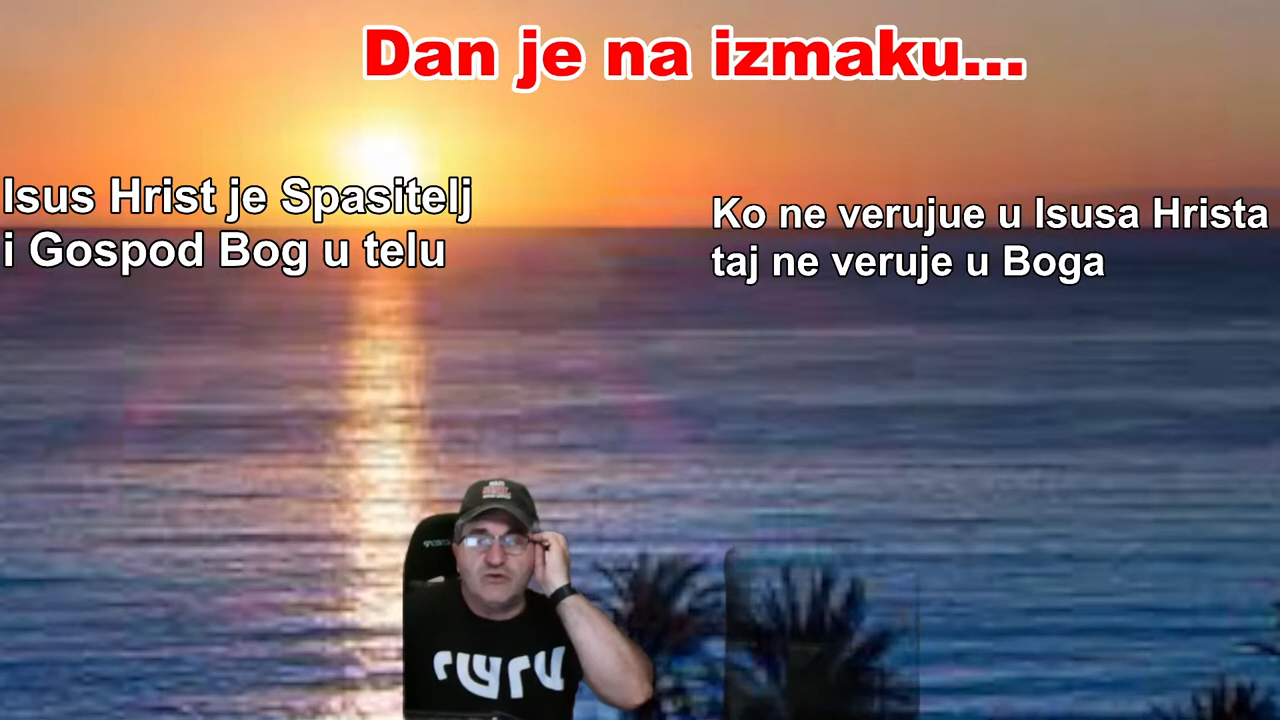 Dan je na izmaku...
Isus Hrist je Spasitelj
i Gospod Bog u telu
Ko ne verujue u Isusa Hrista
taj ne veruje u Boga